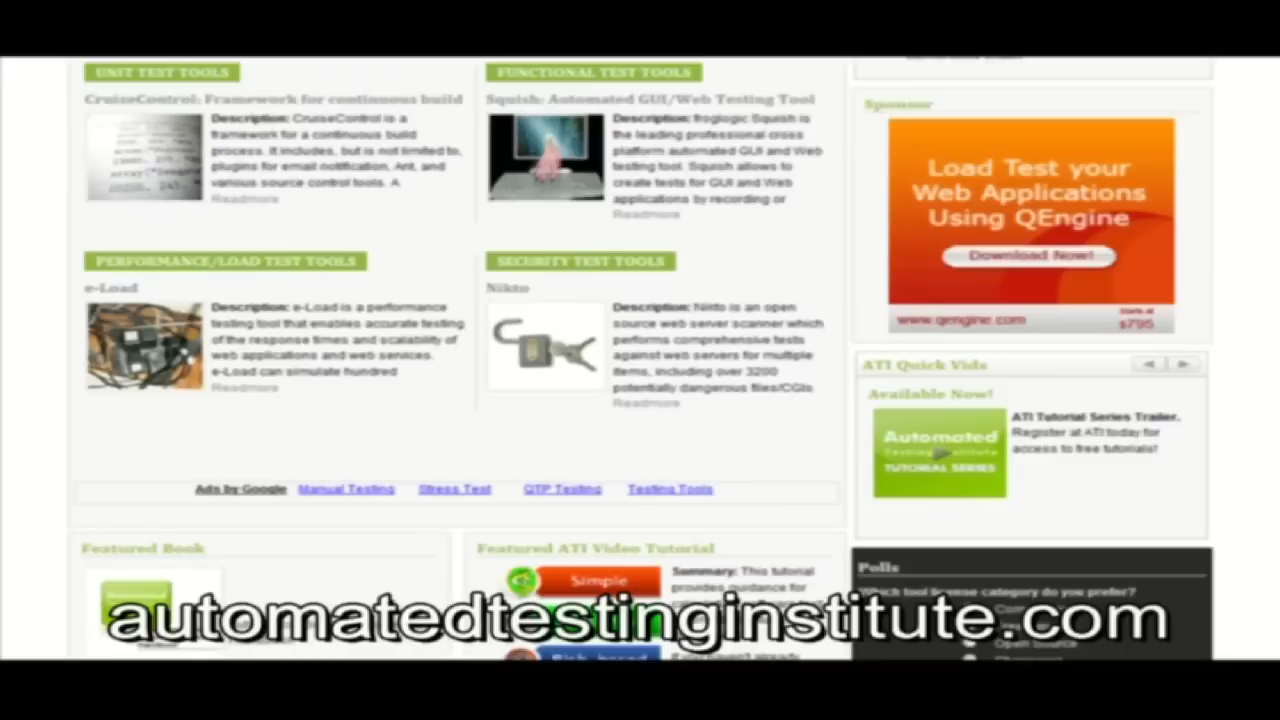 UNIT TEST TOOLS
CruiseControl: Framework for continuous build
Description: CruiseControl is a
framework for a continuous build
process. It includes, but is not limited to,
plugins for email notification, Ant, and
various source control tools. A
Readmore
FUNCTIONAL TEST TOOLS
Squish: Automated GUI/Web Testing Tool
Description: froglogic Squish is
the leading professional cross
platform automated GUI and Web
testing tool. Squish allows to
create tests for GUI and Web
applications by recording or
Readmore
PERFORMANCE/LOAD TEST TOOLS
e-Load
Description: e-Load is a performance
testing tool that enables accurate testing
of the response times and scalability of
web applications and web services.
e-Load can simulate hundred
Readmore
SECURITY TEST TOOLS
Nikto
Description: Nikto is an open
source web server scanner which
performs comprehensive tests
against web servers for multiple
items, including over 3200
potentially dangerous files/CGIs
Readmore
Ads by Google Manual Testing Stress Test QTP Testing Testing Tools
Sponsor
Load Test your
Web Applications
Using QEngine
Download Now!
www.qengine.com
Starts at
$795
ATI Quick Vids
Available Now!
Automated
Testing Institute
TUTORIAL SERIES
ATI Tutorial Series Trailer.
Register at ATI today for
access to free tutorials!
Featured Book
Featured ATI Video Tutorial
Simple
Summary: This tutorial
provides guidance for
Polls
Which tool license category do you prefer?
Open Source
automatedtestinginstitute.com